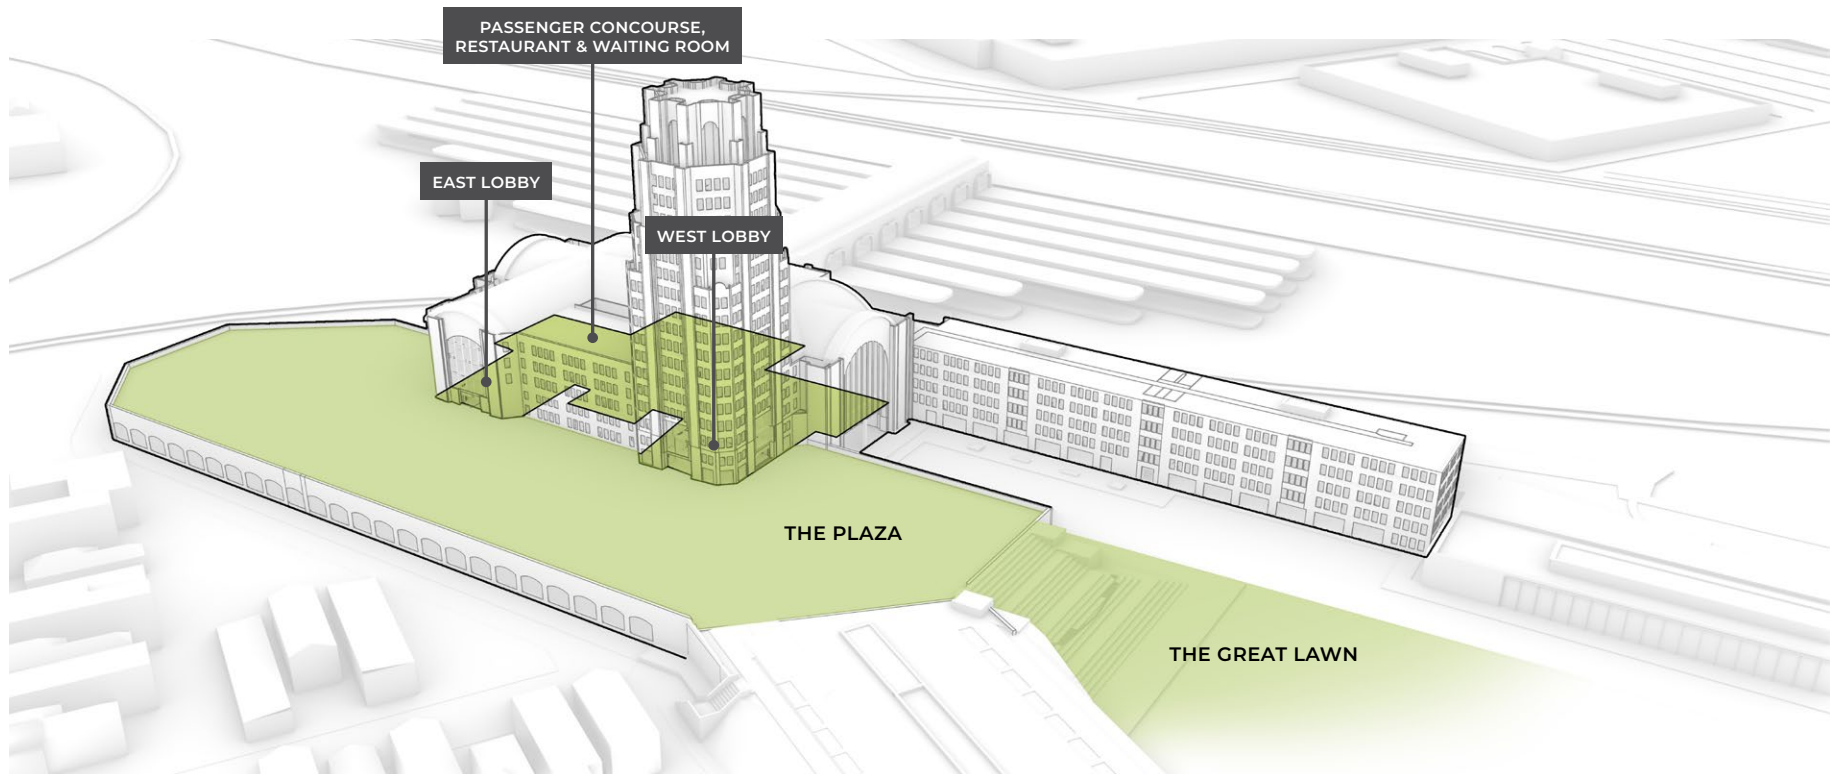 PASSENGER CONCOURSE,
RESTAURANT & WAITING ROOM
EAST LOBBY
WEST LOBBY
THE PLAZA
THE GREAT LAWN